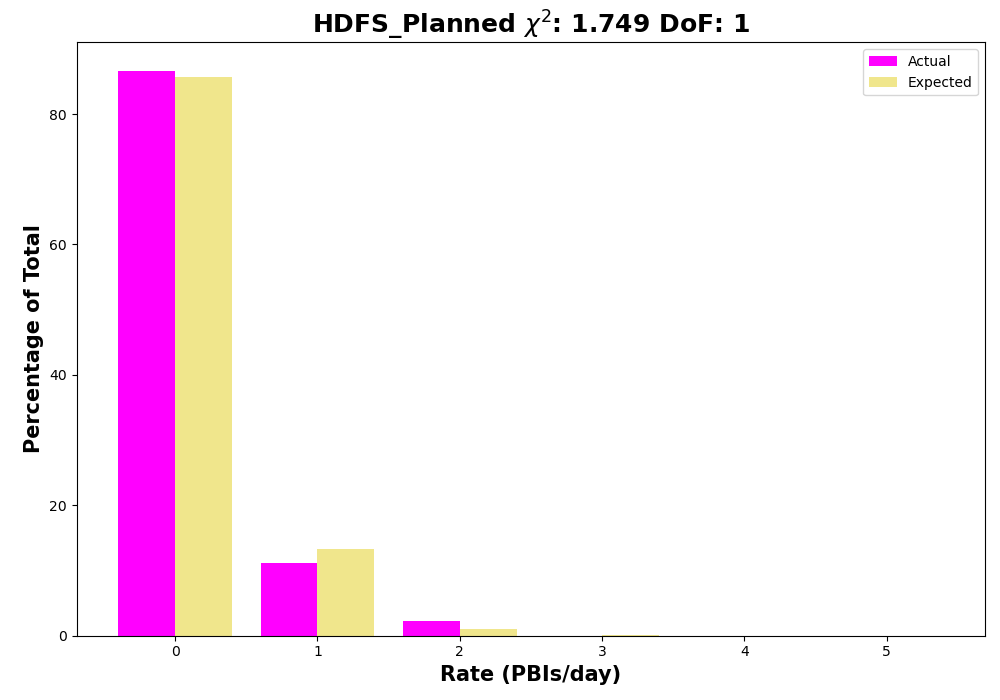 HDFS_Planned χ²: 1.749 DoF: 1
Actual
Expected
Percentage of Total
80
60
40
20
0
0 1 2 3 4 5
Rate (PBIs/day)